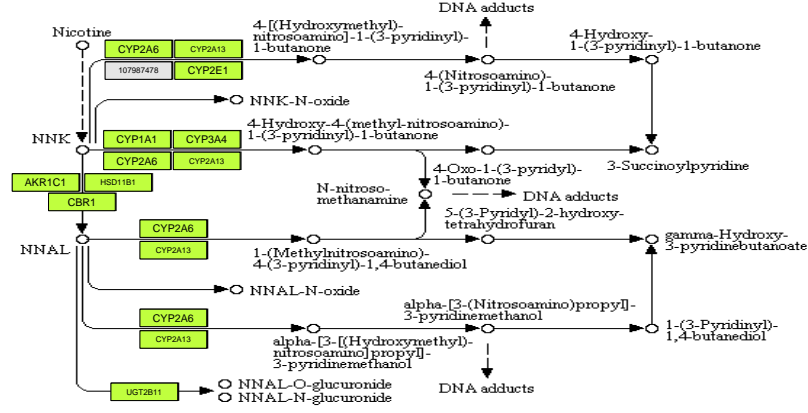 DNA adducts
4-[(Hydroxymethyl)-
nitrosoamino]-1-(3-pyridinyl)-
1-butanone
4-Hydroxy-
1-(3-pyridinyl)-1-butanone
Nicotine
CYP2A6
CYP2A13
107987478
CYP2E1
4-(Nitrosoamino)-
1-(3-pyridinyl)-1-butanone
NNK-N-oxide
NNK
CYP1A1
CYP3A4
CYP2A6
CYP2A13
4-Hydroxy-4-(methyl-nitrosoamino)-
1-(3-pyridinyl)-1-butanone
3-Succinoylpyridine
4-Oxo-1-(3-pyridyl)-
1-butanone
AKR1C1
HSD11B1
CBR1
N-nitroso-
methanamine
DNA adducts
5-(3-Pyridyl)-2-hydroxy-
tetrahydrofuran
CYP2A6
CYP2A13
NNAL
1-(Methylnitrosoamino)-
4-(3-pyridinyl)-1,4-butanediol
gamma-Hydroxy-
3-pyridinebutanoate
NNAL-N-oxide
CYP2A6
CYP2A13
alpha-[3-(Nitrosoamino)propyl]-
3-pyridinemethanol
alpha-[3-[(Hydroxymethyl)-
nitrosoamino]propyl]-
3-pyridinemethanol
1-(3-Pyridinyl)-
1,4-butanediol
UGT2B11
NNAL-O-glucuronide
NNAL-N-glucuronide
DNA adducts